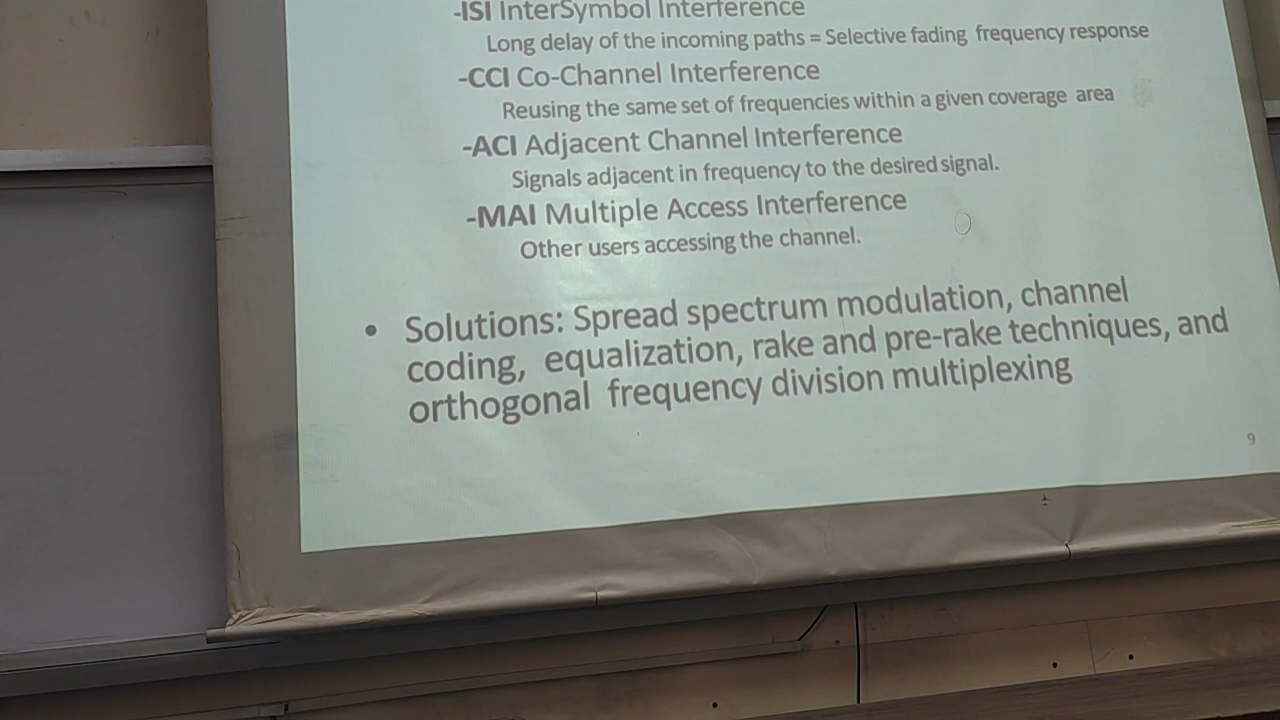 -ISI InterSymbol Interference
Long delay of the incoming paths = Selective fading frequency response
-CCI Co-Channel Interference
Reusing the same set of frequencies within a given coverage area
-ACI Adjacent Channel Interference
Signals adjacent in frequency to the desired signal.
-MAI Multiple Access Interference
Other users accessing the channel.
• Solutions: Spread spectrum modulation, channel
coding, equalization, rake and pre-rake techniques, and
orthogonal frequency division multiplexing
9